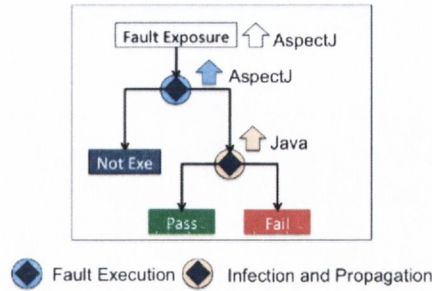 Fault Exposure
AspectJ
AspectJ
Java
Not Exe
Pass
Fail
Fault Execution
Infection and Propagation